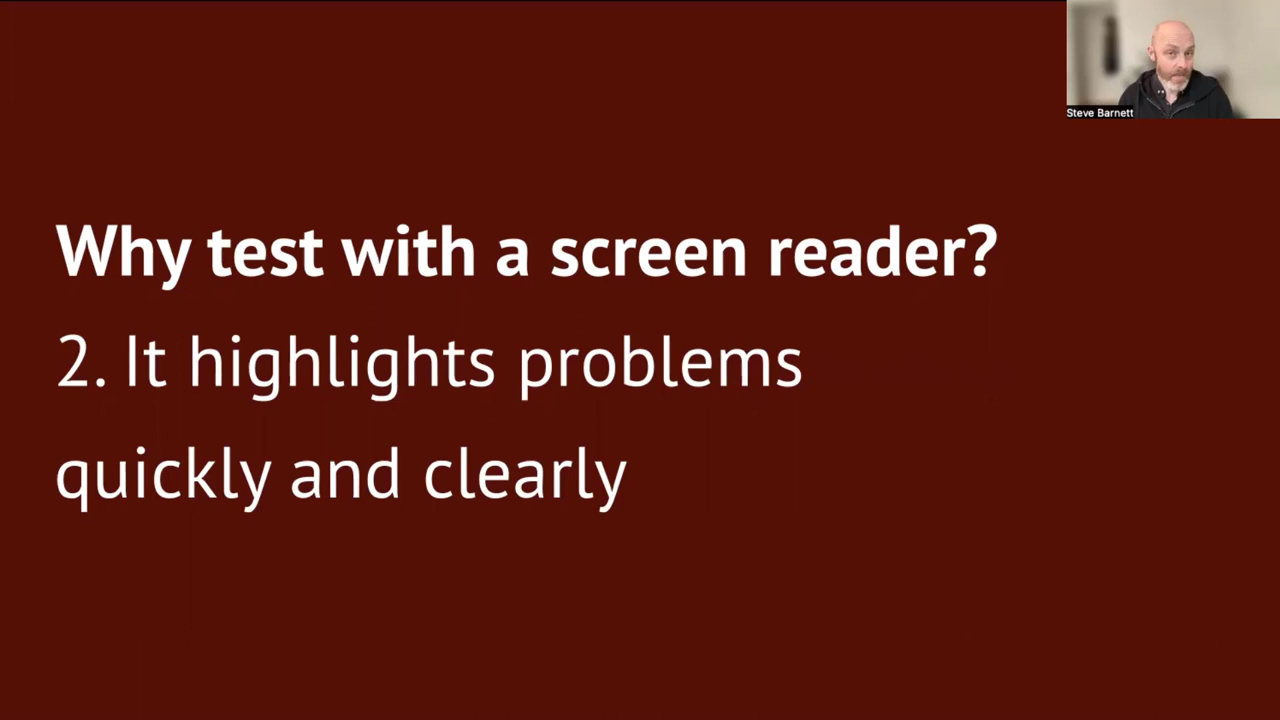 Steve Barnett
Why test with a screen reader?
2. It highlights problems
quickly and clearly